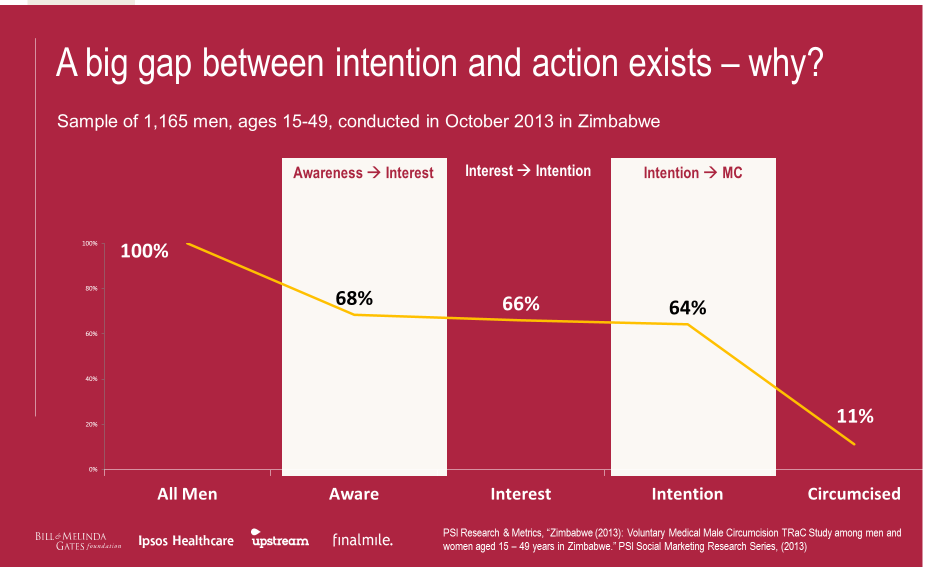 A big gap between intention and action exists – why?
Sample of 1,165 men, ages 15-49, conducted in October 2013 in Zimbabwe
Awareness → Interest
Interest → Intention
Intention → MC
100%
80%
60%
40%
20%
0%
100%
68%
66%
64%
11%
All Men
Aware
Interest
Intention
Circumcised
BILL & MELINDA
GATES foundation
Ipsos Healthcare
upstream
fınalmıle.
PSI Research & Metrics, “Zimbabwe (2013): Voluntary Medical Male Circumcision TRaC Study among men and
women aged 15 – 49 years in Zimbabwe.” PSI Social Marketing Research Series, (2013)